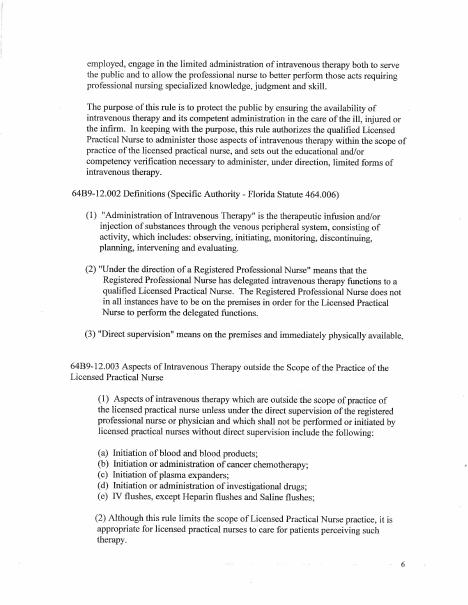 employed, engage in the limited administration of intravenous therapy both to serve
the public and to allow the professional nurse to better perform those acts requiring
professional nursing specialized knowledge, judgment and skill.
The purpose of this rule is to protect the public by ensuring the availability of
intravenous therapy and its competent administration in the care of the ill, injured or
the infirm. In keeping with the purpose, this rule authorizes the qualified Licensed
Practical Nurse to administer those aspects of intravenous therapy within the scope of
practice of the licensed practical nurse, and sets out the educational and/or
competency verification necessary to administer, under direction, limited forms of
intravenous therapy.
64B9-12.002 Definitions (Specific Authority - Florida Statute 464.006)
(1) "Administration of Intravenous Therapy" is the therapeutic infusion and/or
injection of substances through the venous peripheral system, consisting of
activity, which includes: observing, initiating, monitoring, discontinuing,
planning, intervening and evaluating.
(2) "Under the direction of a Registered Professional Nurse" means that the
Registered Professional Nurse has delegated intravenous therapy functions to a
qualified Licensed Practical Nurse. The Registered Professional Nurse does not
in all instances have to be on the premises in order for the Licensed Practical
Nurse to perform the delegated functions.
(3) "Direct supervision" means on the premises and immediately physically available.
64B9-12.003 Aspects of Intravenous Therapy outside the Scope of the Practice of the
Licensed Practical Nurse
(1) Aspects of intravenous therapy which are outside the scope of practice of
the licensed practical nurse unless under the direct supervision of the registered
professional nurse or physician and which shall not be performed or initiated by
licensed practical nurses without direct supervision include the following:
(a) Initiation of blood and blood products;
(b) Initiation or administration of cancer chemotherapy;
(c) Initiation of plasma expanders;
(d) Initiation or administration of investigational drugs;
(e) IV flushes, except Heparin flushes and Saline flushes;
(2) Although this rule limits the scope of Licensed Practical Nurse practice, it is
appropriate for licensed practical nurses to care for patients perceiving such
therapy.
6